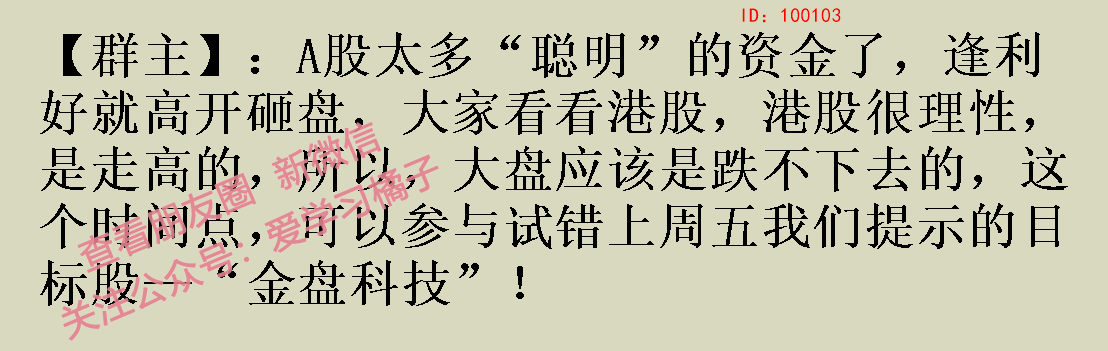 ID：100103
【群主】：A股太多“聪明”的资金了，逢利
好就高开砸盘，大家看看港股，港股很理性，
是走高的，所以，大盘应该是跌不下去的，这
个时间点，可以参与试错上周五我们提示的目
标股—“金盘科技”！
查看朋友圈 新微信
关注公众号：爱学习橘子